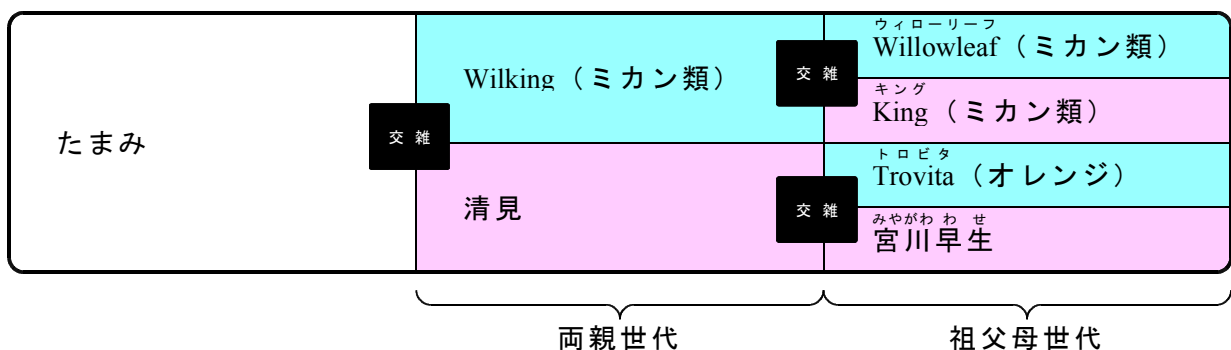 たまみ
交雑
Wilking（ミカン類）
清見
交雑
ウィローリーフ
Willowleaf（ミカン類）
キング
King（ミカン類）
交雑
トロビタ
Trovita（オレンジ）
みやがわわせ
宮川早生
両親世代
祖父母世代